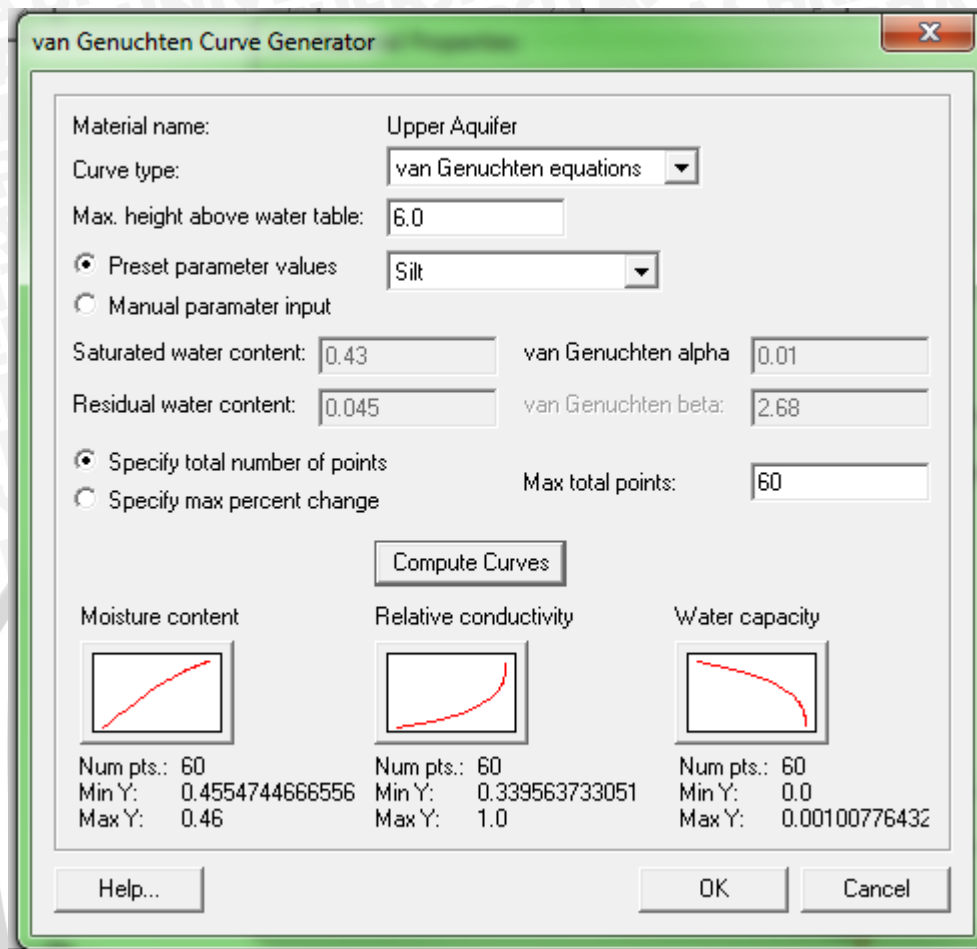 van Genuchten Curve Generator
Material name: Upper Aquifer
Curve type: van Genuchten equations
Max. height above water table: 6.0
Preset parameter values Silt
Manual paramater input
Saturated water content: 0.43 van Genuchten alpha 0.01
Residual water content: 0.045 van Genuchten beta: 2.68
Specify total number of points
Specify max percent change
Max total points: 60
Compute Curves
Moisture content Relative conductivity Water capacity
Num pts.: 60 Num pts.: 60 Num pts.: 60
Min Y: 0.4554744666556 Min Y: 0.339563733051 Min Y: 0.0
Max Y: 0.46 Max Y: 1.0 Max Y: 0.00100776432
Help... OK Cancel